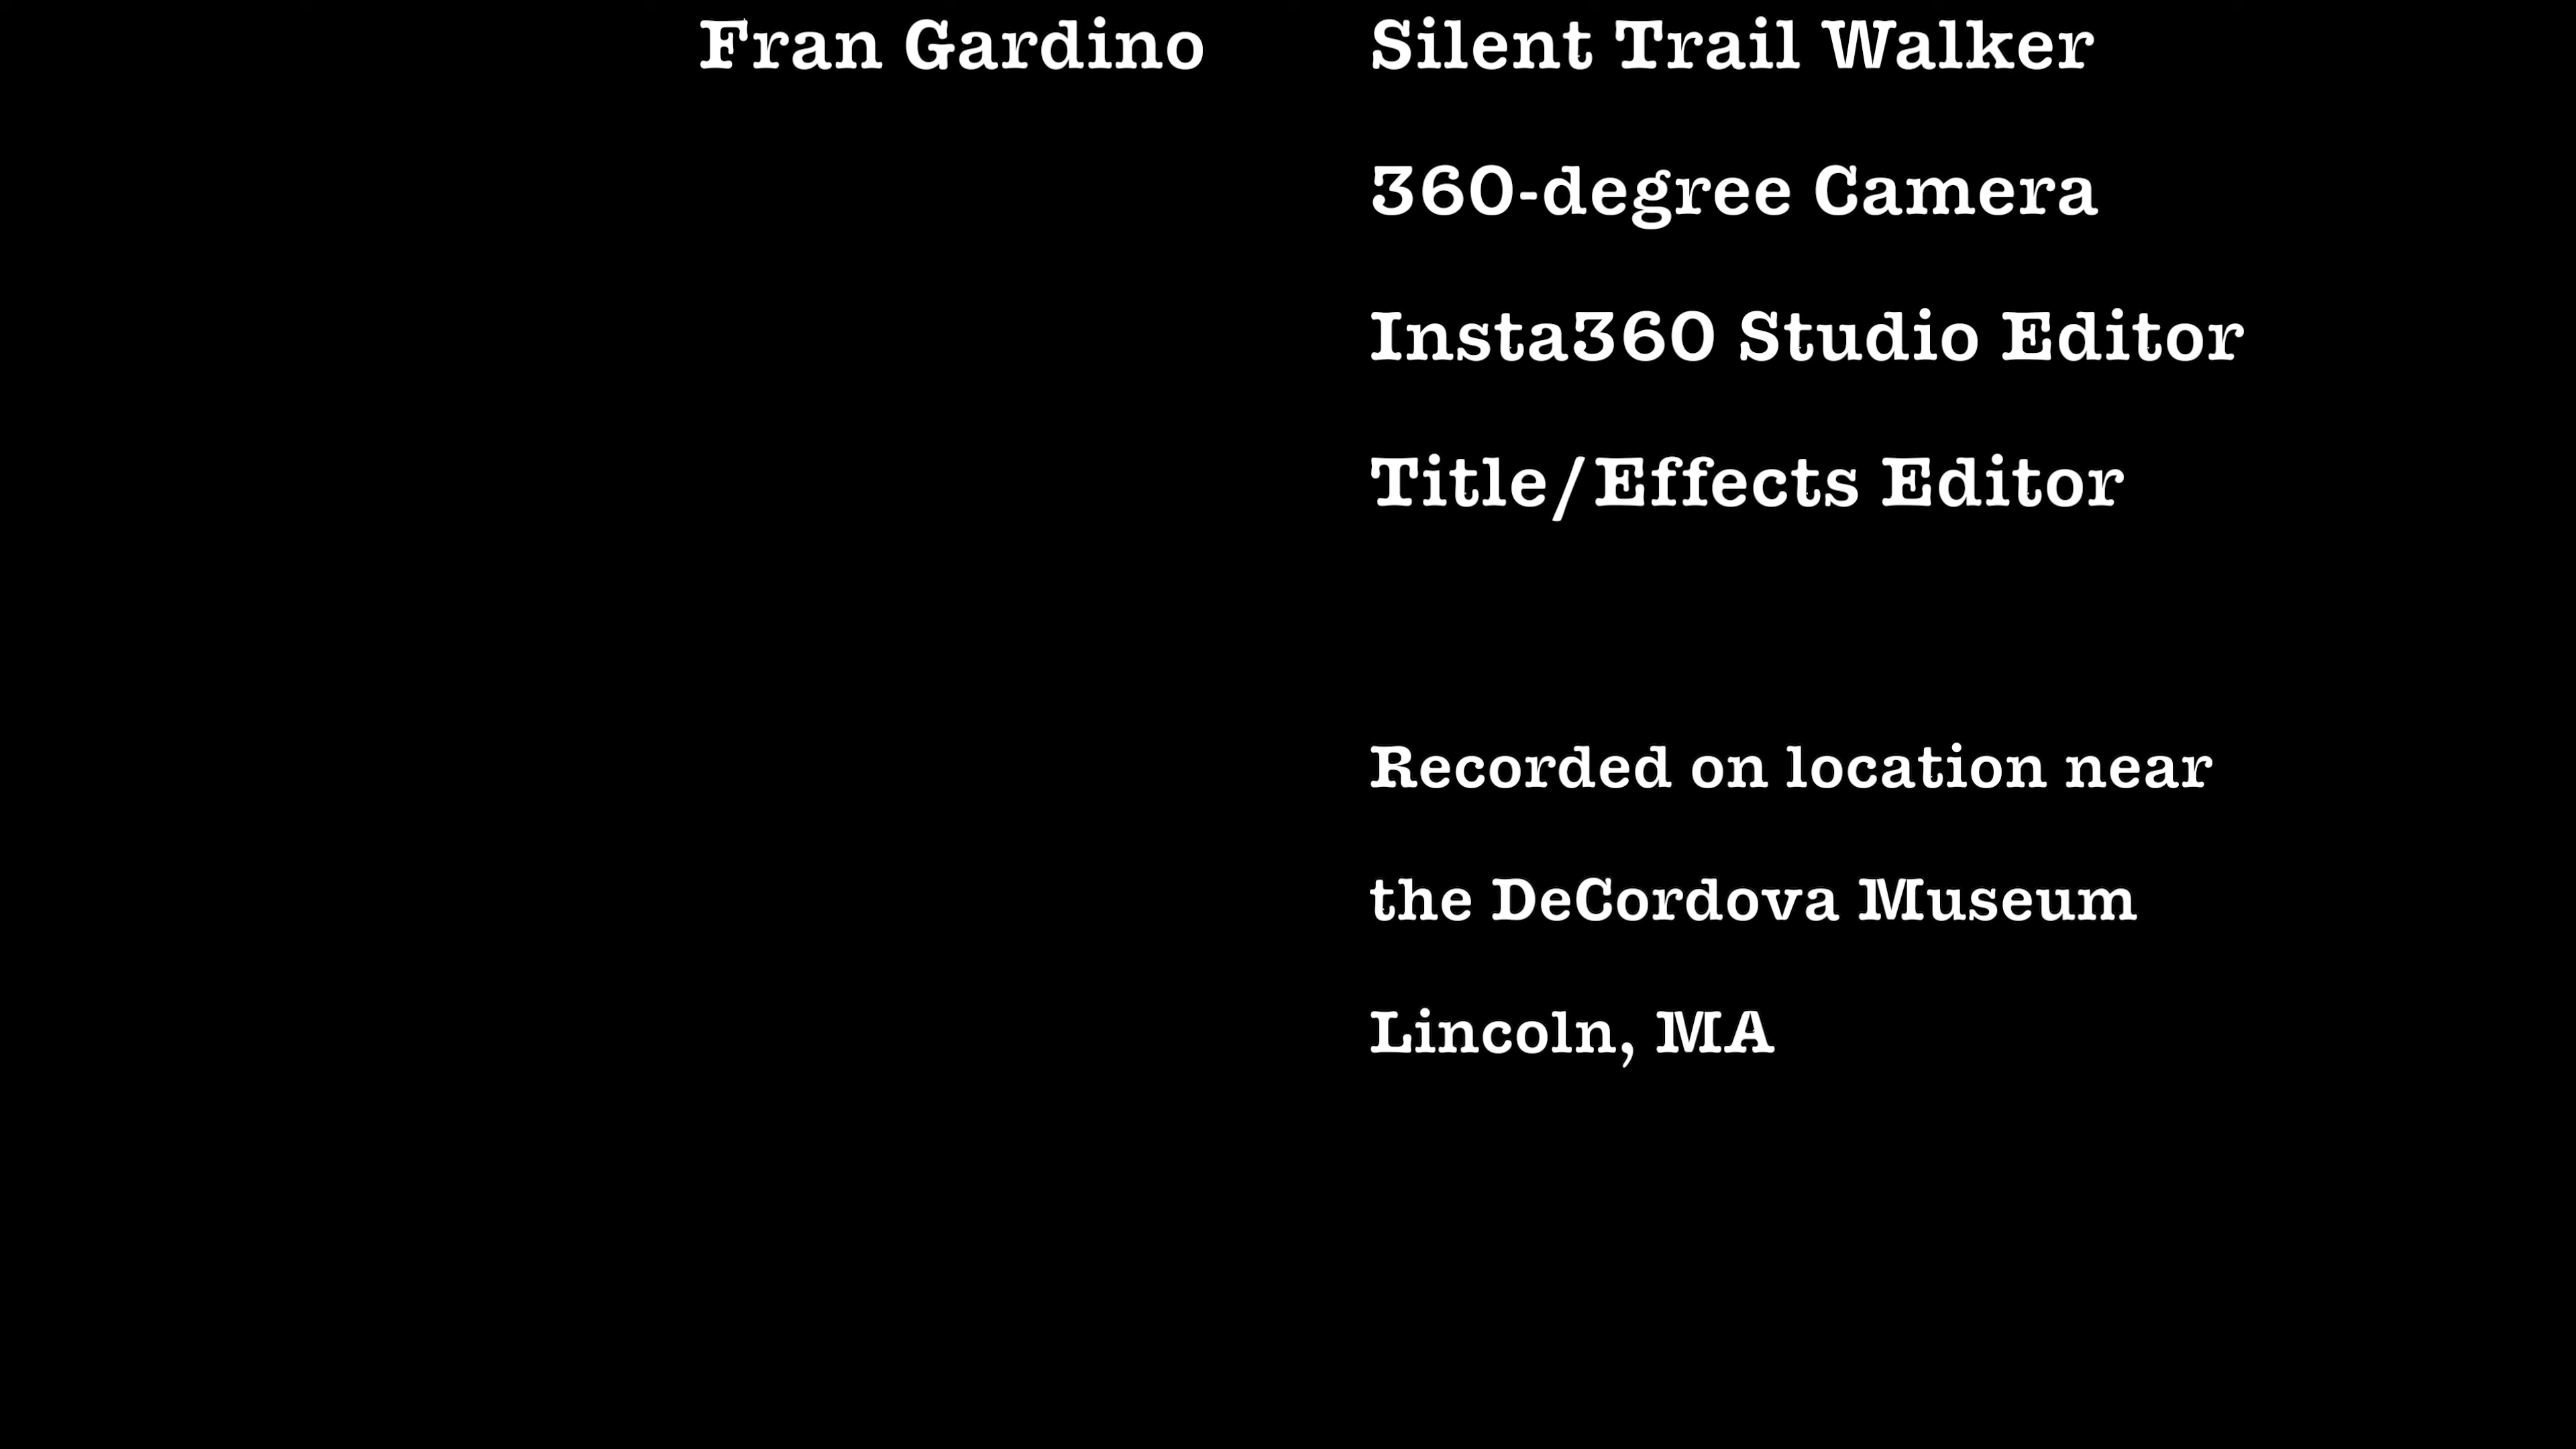 Fran Gardino Silent Trail Walker
360-degree Camera
Insta360 Studio Editor
Title/Effects Editor
Recorded on location near
the DeCordova Museum
Lincoln, MA